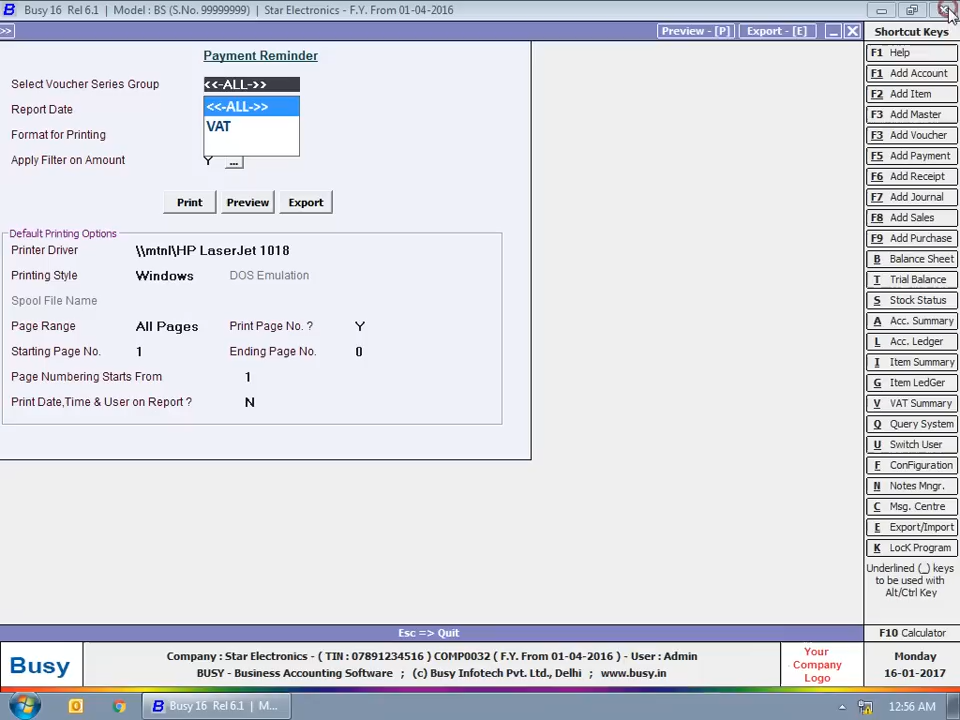 Busy 16 Rel 6.1 | Model : BS (S.No. 99999999) | Star Electronics - F.Y. From 01-04-2016
>>
Preview - [P]
Export - [E]
Shortcut Keys
Payment Reminder
Select Voucher Series Group
<<-ALL->>
<<-ALL->>
VAT
Report Date
Format for Printing
Apply Filter on Amount
Y
...
Print
Preview
Export
Default Printing Options
Printer Driver
\\mtnl\HP LaserJet 1018
Printing Style
Windows
DOS Emulation
Spool File Name
Page Range
All Pages
Print Page No. ?
Y
Starting Page No.
1
Ending Page No.
0
Page Numbering Starts From
1
Print Date,Time & User on Report ?
N
F1 Help
F1 Add Account
F2 Add Item
F3 Add Master
F3 Add Voucher
F5 Add Payment
F6 Add Receipt
F7 Add Journal
F8 Add Sales
F9 Add Purchase
B Balance Sheet
T Trial Balance
S Stock Status
A Acc. Summary
L Acc. Ledger
I Item Summary
G Item LedGer
V VAT Summary
Q Query System
U Switch User
F ConFiguration
N Notes Mngr.
C Msg. Centre
E Export/Import
K LocK Program
Underlined (_) keys
to be used with
Alt/Ctrl Key
Esc => Quit
F10 Calculator
Busy
Company : Star Electronics - ( TIN : 07891234516 ) COMP0032 ( F.Y. From 01-04-2016 ) - User : Admin
BUSY - Business Accounting Software ; (c) Busy Infotech Pvt. Ltd., Delhi ; www.busy.in
Your
Company
Logo
Monday
16-01-2017
Busy 16 Rel 6.1 | M...
12:56 AM